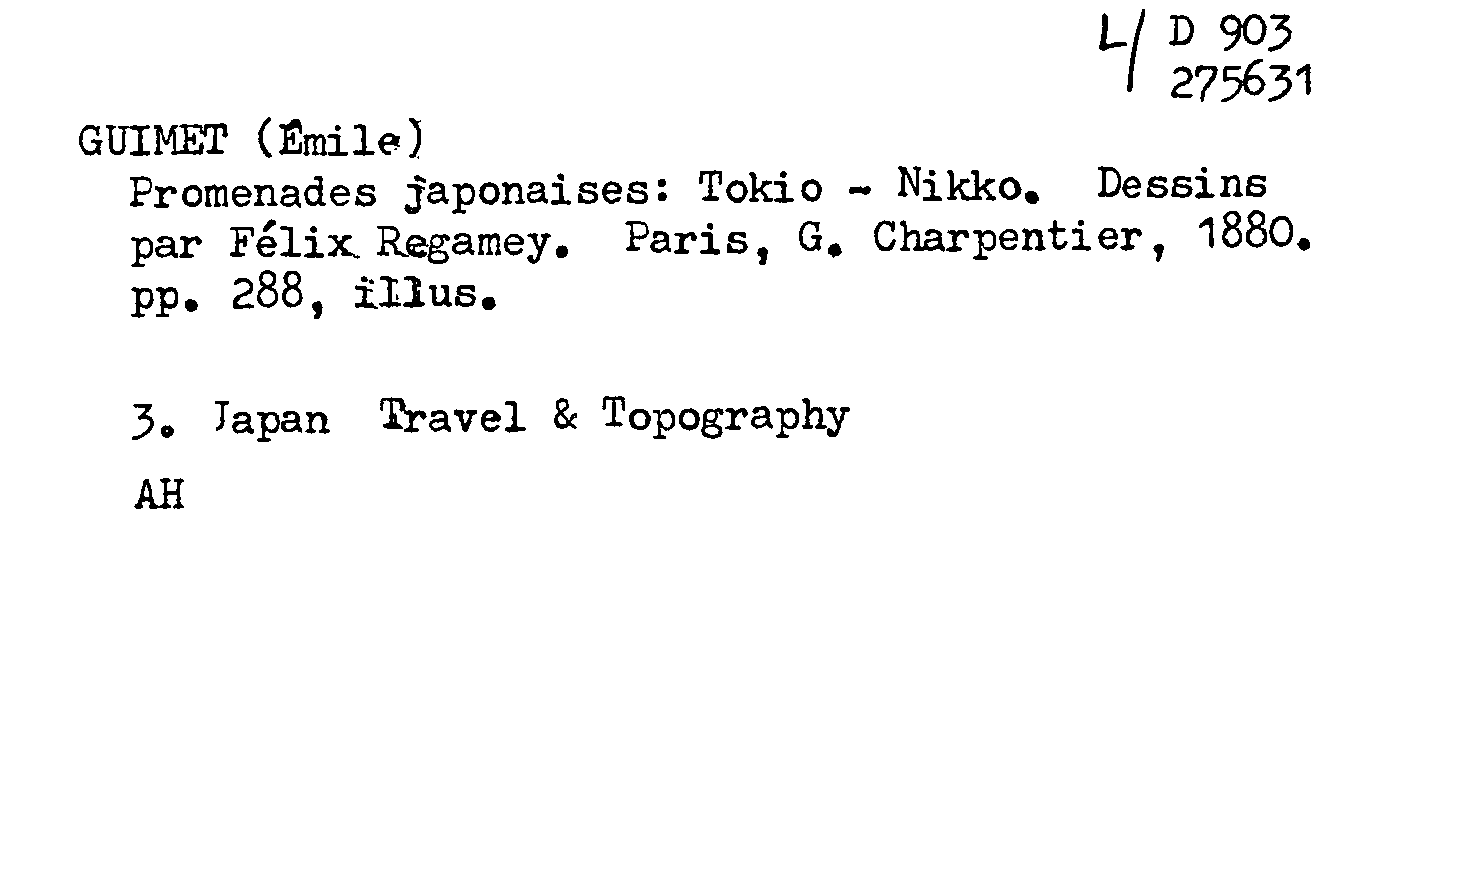 L/ D 903
275631
GUIMET (Émile)
Promenades japonaises: Tokio - Nikko. Dessins
par Félix Regamey. Paris, G. Charpentier, 1880.
pp. 288, illus.
3. Japan Travel & Topography
AH